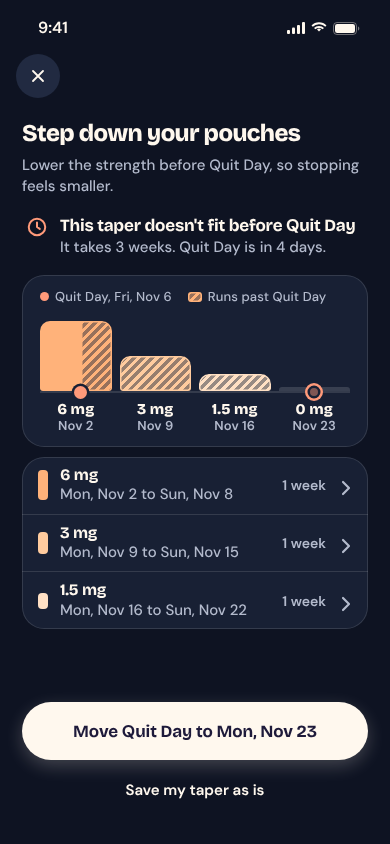 9:41
Step down your pouches
Lower the strength before Quit Day, so stopping
feels smaller.
This taper doesn't fit before Quit Day
It takes 3 weeks. Quit Day is in 4 days.
Quit Day, Fri, Nov 6
Runs past Quit Day
6 mg
3 mg
1.5 mg
0 mg
Nov 2
Nov 9
Nov 16
Nov 23
6 mg
Mon, Nov 2 to Sun, Nov 8
1 week
3 mg
Mon, Nov 9 to Sun, Nov 15
1 week
1.5 mg
Mon, Nov 16 to Sun, Nov 22
1 week
Move Quit Day to Mon, Nov 23
Save my taper as is